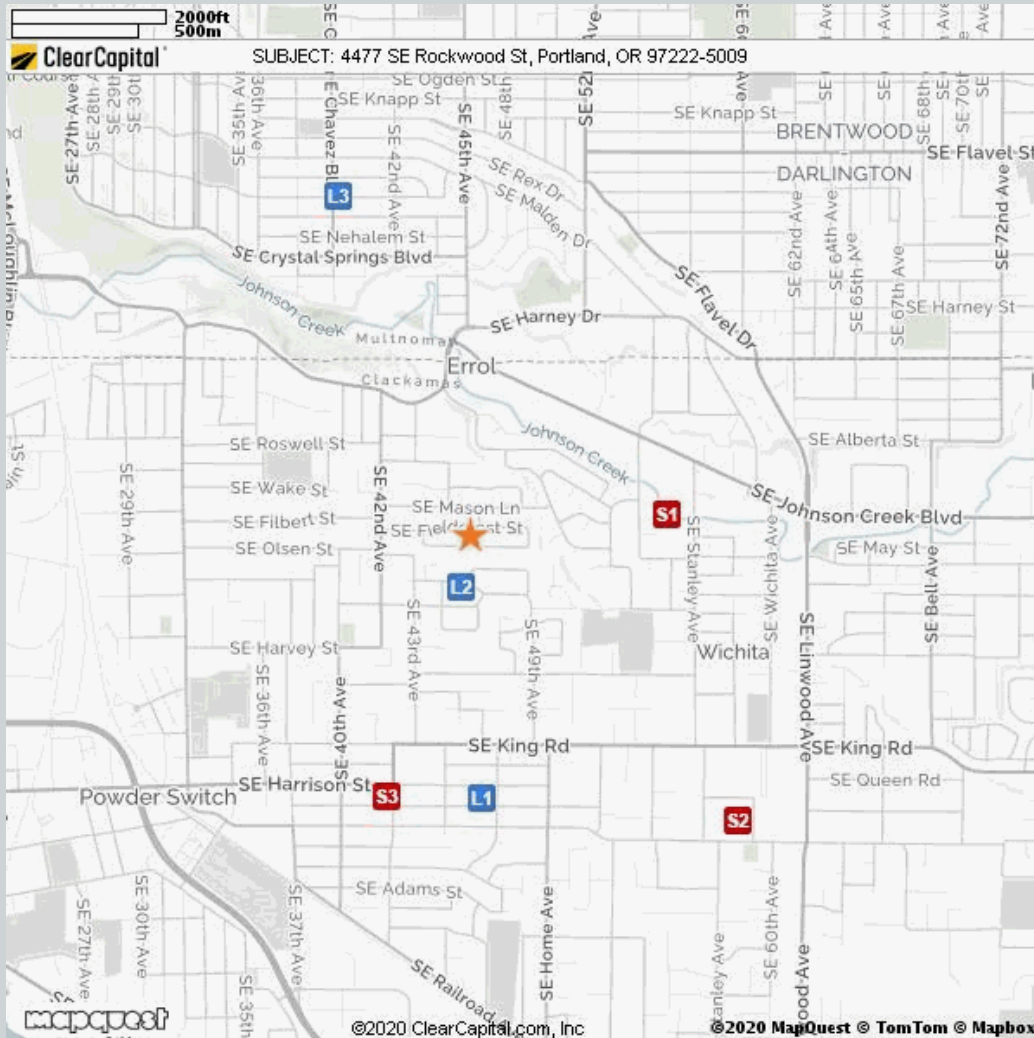 2000ft
500m
ClearCapital
SUBJECT: 4477 SE Rockwood St, Portland, OR 97222-5009
SE Ogden St
SE Knapp St
SE Knapp St
SE 27th Ave
SE 28th
SE 29th
SE 30th
SE 35th Ave
39th Ave
SE 42nd Ave
SE 45th Ave
SE 48th
SE 52
BRENTWOOD
-
DARLINGTON
SE Flavel St
SE 68th
SE 70th
SE 72nd Ave
L3
SE Rex Dr
SE Malden Dr
SE Nehalem St
SE Crystal Springs Blvd
SE 62nd Ave
SE 64th Ave
SE 65th Ave
SE 67th Ave
SE Flavel Dr
SE Harney St
Johnson Creek
SE Harney Dr
Multnomah
Errol
Clackamas
SE Roswell St
Johnson Creek
SE Alberta St
SE 29th Ave
SE Wake St
SE 42nd Ave
SE Mason Ln
S1
SE Johnson Creek Blvd
SE Filbert St
SE Olsen St
SE May St
SE Stanley Ave
SE Wichita Ave
SE Bell Ave
L2
SE 43rd Ave
SE 49th Ave
SE Harvey St
Wichita
SE Linwood Ave
SE 36th Ave
SE 40th Ave
SE King Rd
SE King Rd
SE Harrison St
SE Queen Rd
Powder Switch
S3
L1
S2
SE Adams St
SE 27th Ave
SE 30th Ave
SE 37th Ave
SE Home Ave
SE 60th Ave
Stanley Ave
SE Railroad
SE 35th
mapquest
©2020 ClearCapital.com, Inc
©2020 MapQuest © TomTom © Mapbox